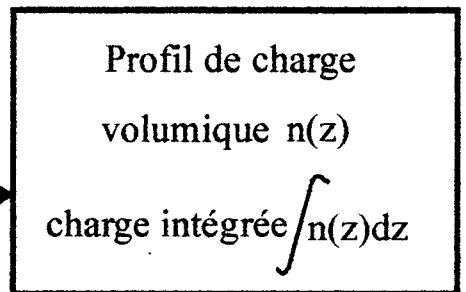 Profil de charge
volumique n(z)
charge intégrée ∫n(z)dz